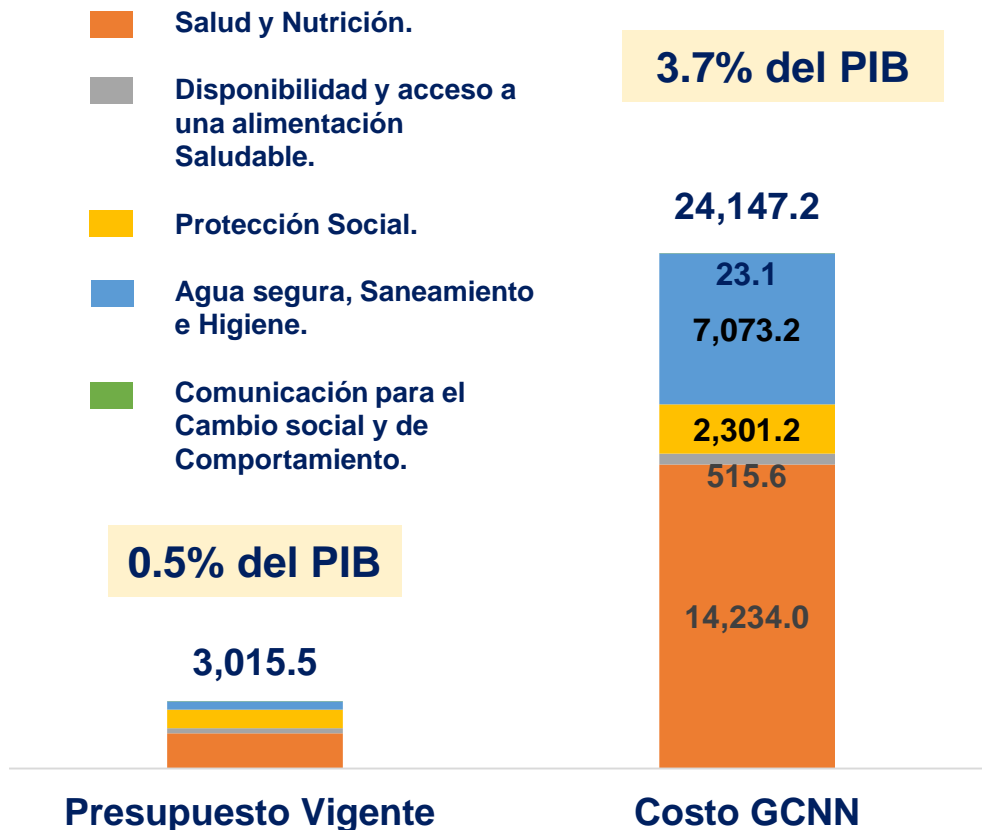 Salud y Nutrición.
Disponibilidad y acceso a
una alimentación
Saludable.
Protección Social.
Agua segura, Saneamiento
e Higiene.
Comunicación para el
Cambio social y de
Comportamiento.
0.5% del PIB
3,015.5
3.7% del PIB
24,147.2
23.1
7,073.2
2,301.2
515.6
14,234.0
Presupuesto Vigente
Costo GCNN